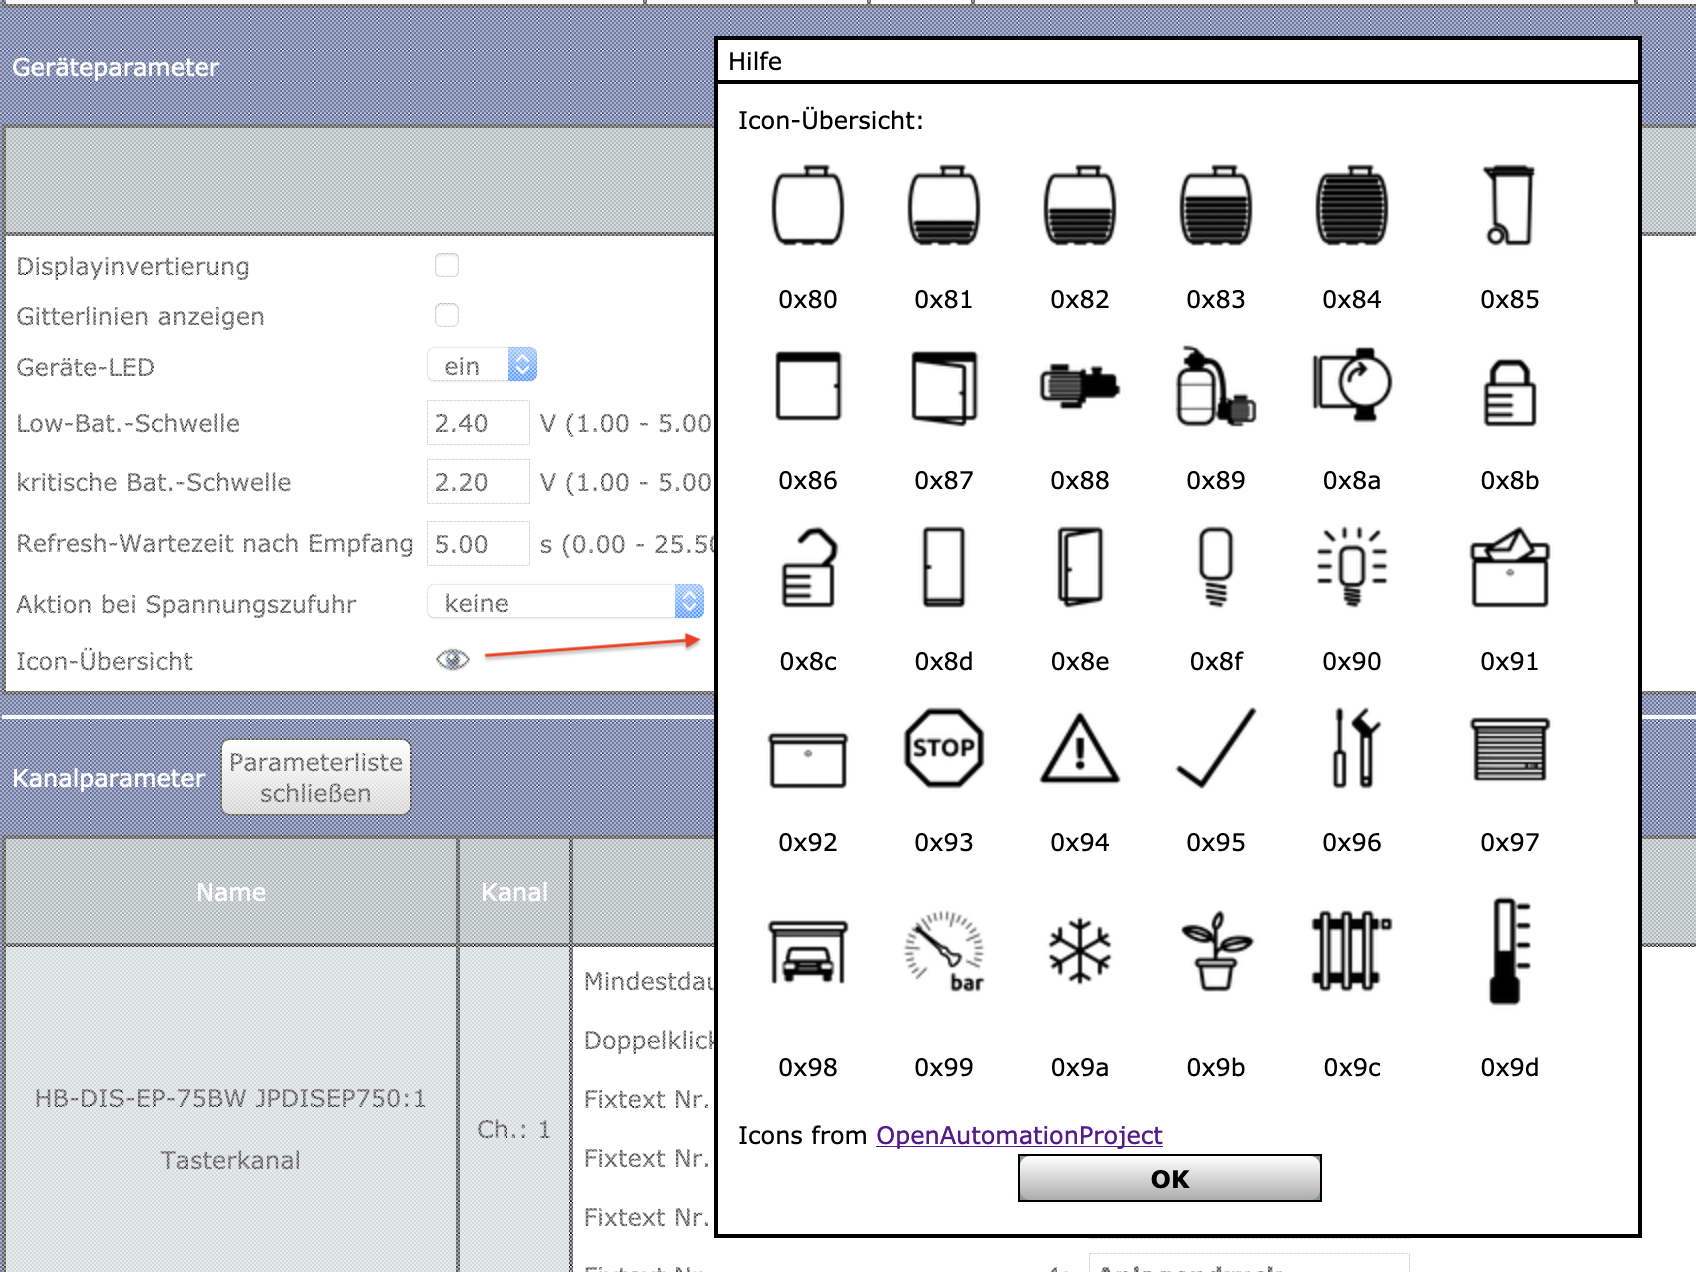 Geräteparameter
Displayinvertierung
Gitterlinien anzeigen
Geräte-LED ein
Low-Bat.-Schwelle 2.40 V (1.00 - 5.00
kritische Bat.-Schwelle 2.20 V (1.00 - 5.00
Refresh-Wartezeit nach Empfang 5.00 s (0.00 - 25.50
Aktion bei Spannungszufuhr keine
Icon-Übersicht
Kanalparameter
Parameterliste
schließen
Name Kanal
HB-DIS-EP-75BW JPDISEP750:1
Tasterkanal
Ch.: 1
Mindestdau
Doppelklick
Fixtext Nr.
Fixtext Nr.
Fixtext Nr.
Hilfe
Icon-Übersicht:
0x80 0x81 0x82 0x83 0x84 0x85
0x86 0x87 0x88 0x89 0x8a 0x8b
0x8c 0x8d 0x8e 0x8f 0x90 0x91
STOP
0x92 0x93 0x94 0x95 0x96 0x97
bar
0x98 0x99 0x9a 0x9b 0x9c 0x9d
Icons from OpenAutomationProject
OK